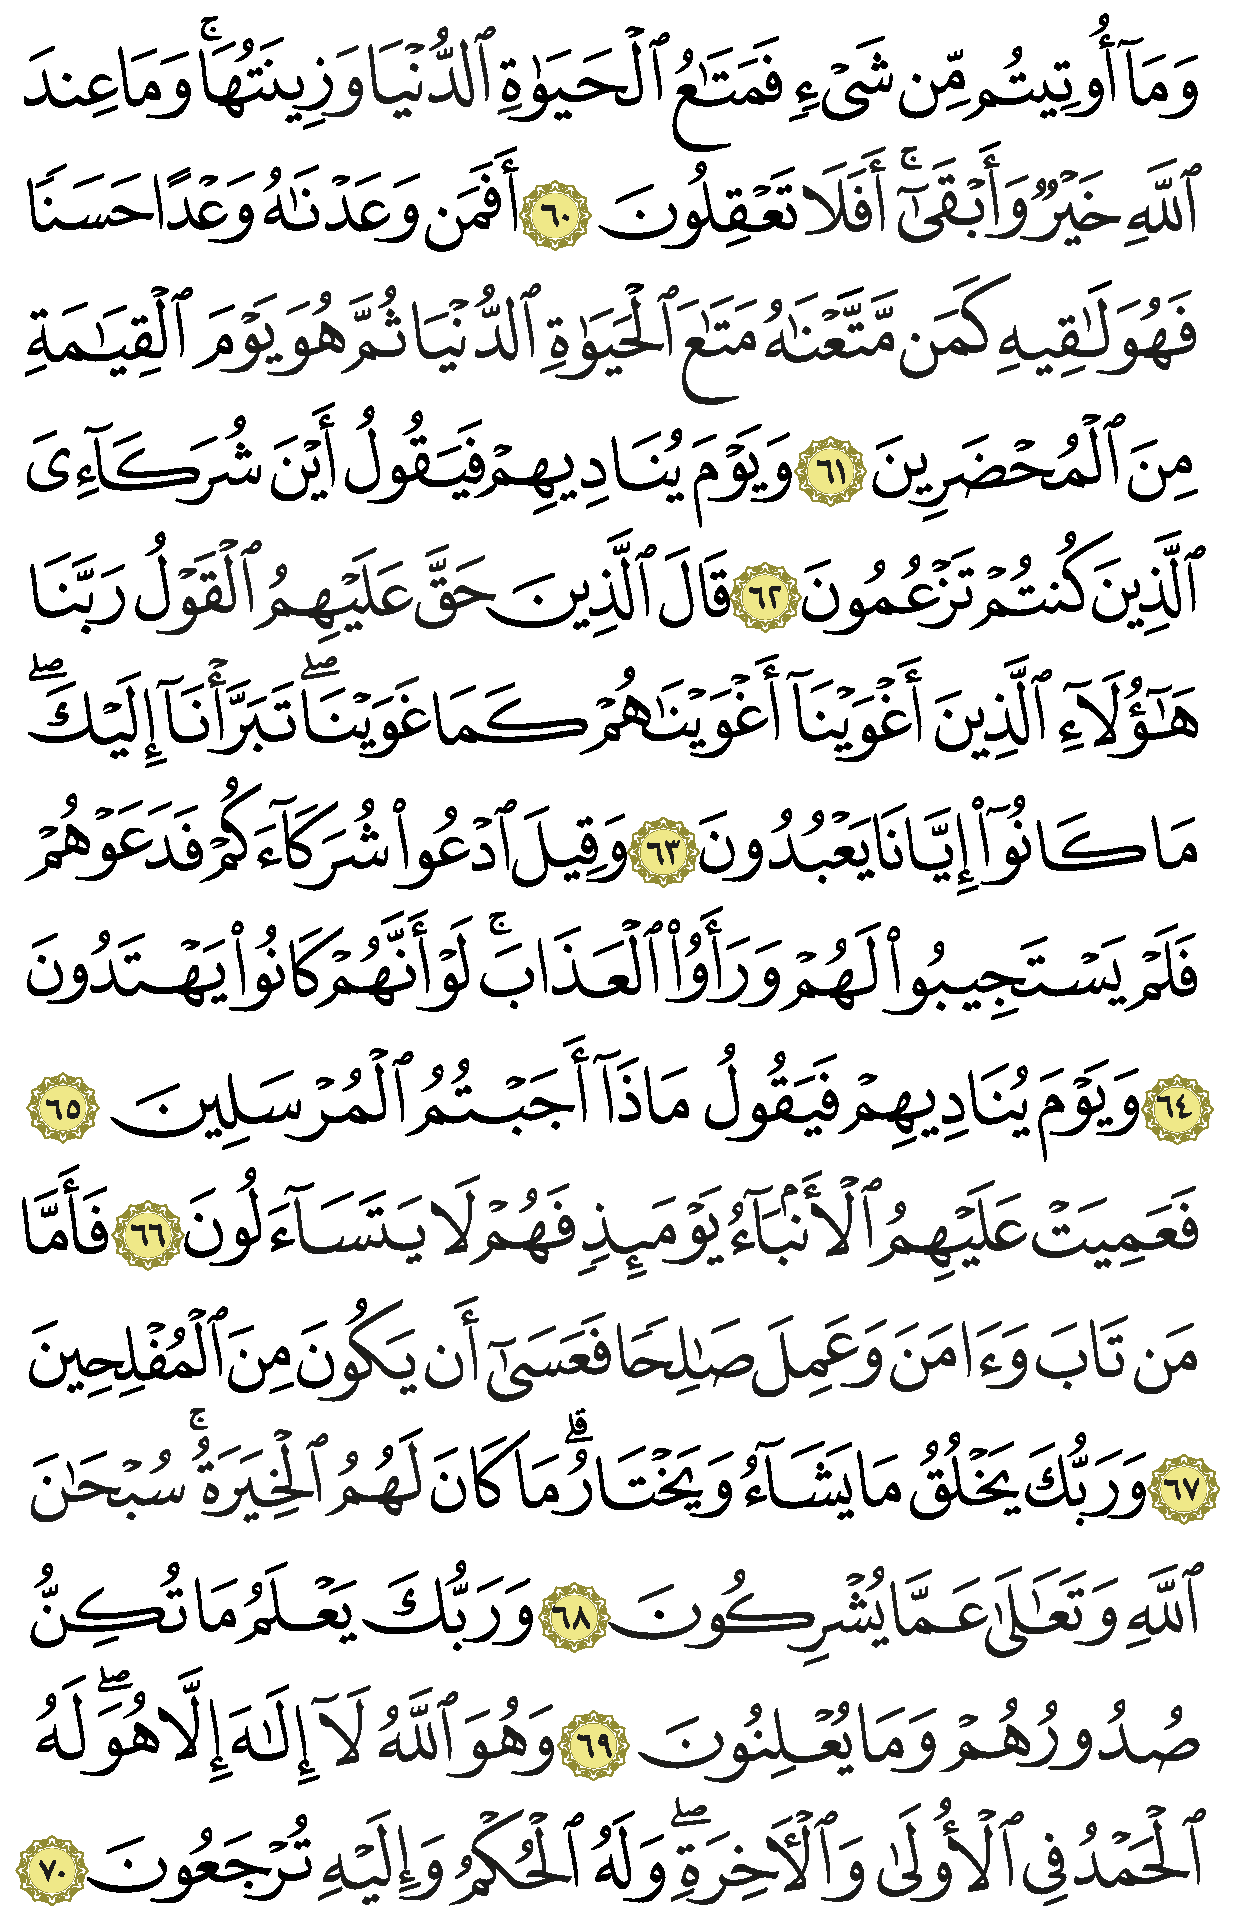 وَمَآ أُوتِيتُم مِّن شَىْءٍ فَمَتَـٰعُ ٱلْحَيَوٰةِ ٱلدُّنْيَا وَزِينَتُهَا ۚ وَمَا عِندَ
ٱللَّهِ خَيْرٌ وَأَبْقَىٰٓ ۚ أَفَلَا تَعْقِلُونَ ٦٠ أَفَمَن وَعَدْنَـٰهُ وَعْدًا حَسَنًا
فَهُوَ لَـٰقِيهِ كَمَن مَّتَّعْنَـٰهُ مَتَـٰعَ ٱلْحَيَوٰةِ ٱلدُّنْيَا ثُمَّ هُوَ يَوْمَ ٱلْقِيَـٰمَةِ
مِنَ ٱلْمُحْضَرِينَ ٦١ وَيَوْمَ يُنَادِيهِمْ فَيَقُولُ أَيْنَ شُرَكَآءِىَ
ٱلَّذِينَ كُنتُمْ تَزْعُمُونَ ٦٢ قَالَ ٱلَّذِينَ حَقَّ عَلَيْهِمُ ٱلْقَوْلُ رَبَّنَا
هَـٰٓؤُلَآءِ ٱلَّذِينَ أَغْوَيْنَآ أَغْوَيْنَـٰهُمْ كَمَا غَوَيْنَا ۖ تَبَرَّأْنَآ إِلَيْكَ ۖ
مَا كَانُوٓا۟ إِيَّانَا يَعْبُدُونَ ٦٣ وَقِيلَ ٱدْعُوا۟ شُرَكَآءَكُمْ فَدَعَوْهُمْ
فَلَمْ يَسْتَجِيبُوا۟ لَهُمْ وَرَأَوُا۟ ٱلْعَذَابَ ۚ لَوْ أَنَّهُمْ كَانُوا۟ يَهْتَدُونَ
٦٤ وَيَوْمَ يُنَادِيهِمْ فَيَقُولُ مَاذَآ أَجَبْتُمُ ٱلْمُرْسَلِينَ ٦٥
فَعَمِيَتْ عَلَيْهِمُ ٱلْأَنۢبَآءُ يَوْمَئِذٍ فَهُمْ لَا يَتَسَآءَلُونَ ٦٦ فَأَمَّا
مَن تَابَ وَءَامَنَ وَعَمِلَ صَـٰلِحًا فَعَسَىٰٓ أَن يَكُونَ مِنَ ٱلْمُفْلِحِينَ
٦٧ وَرَبُّكَ يَخْلُقُ مَا يَشَآءُ وَيَخْتَارُ ۗ مَا كَانَ لَهُمُ ٱلْخِيَرَةُ ۚ سُبْحَـٰنَ
ٱللَّهِ وَتَعَـٰلَىٰ عَمَّا يُشْرِكُونَ ٦٨ وَرَبُّكَ يَعْلَمُ مَا تُكِنُّ
صُدُورُهُمْ وَمَا يُعْلِنُونَ ٦٩ وَهُوَ ٱللَّهُ لَآ إِلَـٰهَ إِلَّا هُوَ ۖ لَهُ
ٱلْحَمْدُ فِى ٱلْأُولَىٰ وَٱلْـَٔاخِرَةِ ۖ وَلَهُ ٱلْحُكْمُ وَإِلَيْهِ تُرْجَعُونَ ٧٠